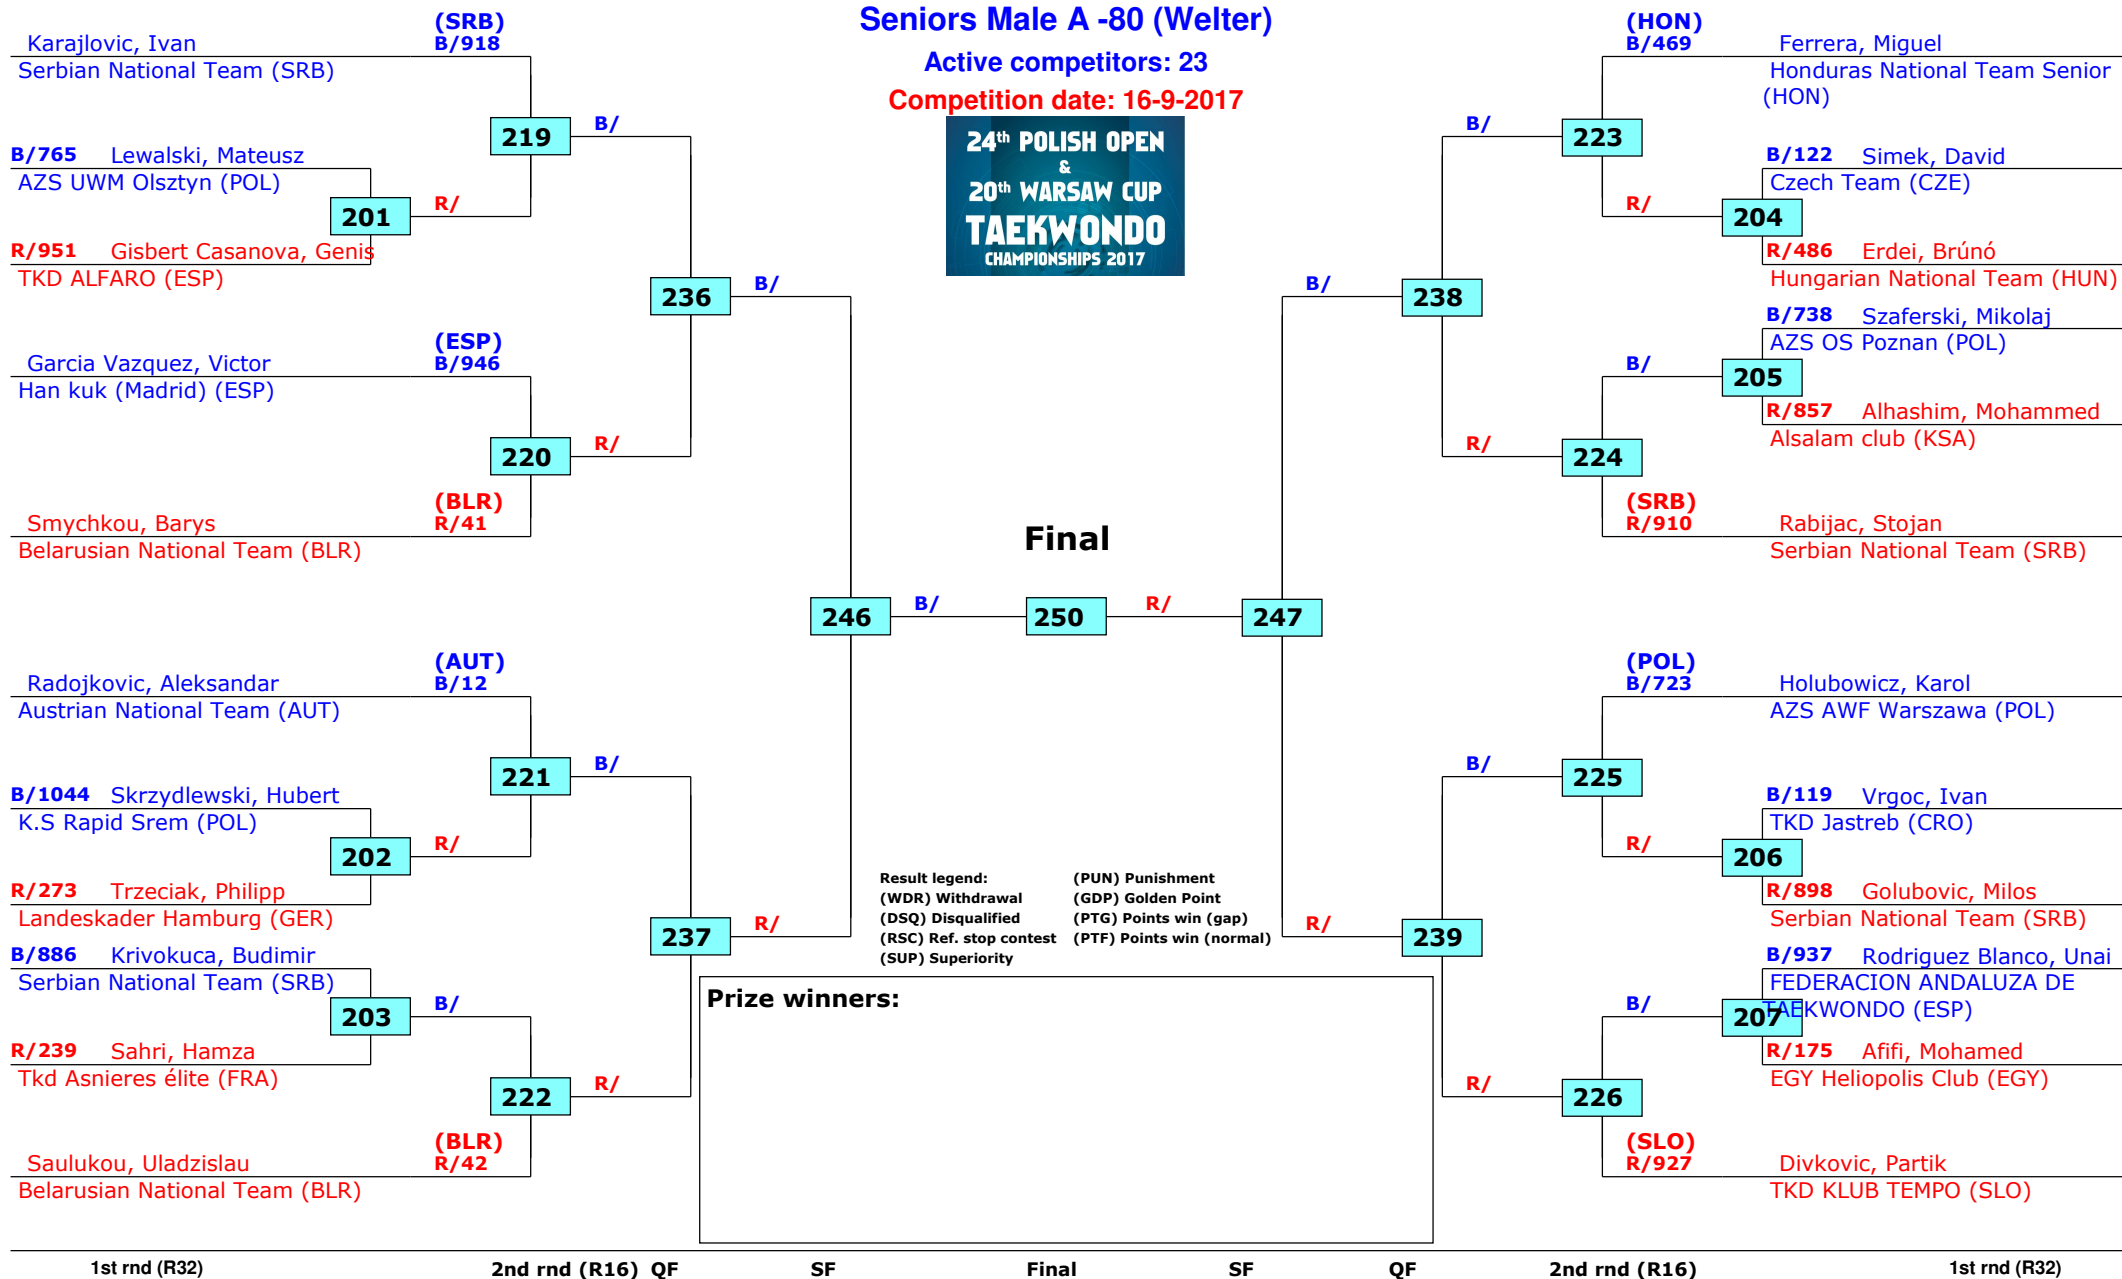 Seniors Male A -80 (Welter)
Active competitors: 23
Competition date: 16-9-2017
24th POLISH OPEN
&
20th WARSAW CUP
TAEKWONDO
CHAMPIONSHIPS 2017
(SRB)
Karajlovic, Ivan B/918
Serbian National Team (SRB)
219
B/
B/765 Lewalski, Mateusz
AZS UWM Olsztyn (POL)
201
R/
R/951 Gisbert Casanova, Genis
TKD ALFARO (ESP)
236
B/
(ESP)
Garcia Vazquez, Victor B/946
Han kuk (Madrid) (ESP)
220
R/
(BLR)
Smychkou, Barys R/41
Belarusian National Team (BLR)
246
B/
(AUT)
Radojkovic, Aleksandar B/12
Austrian National Team (AUT)
221
B/
B/1044 Skrzydlewski, Hubert
K.S Rapid Srem (POL)
202
R/
R/273 Trzeciak, Philipp
Landeskader Hamburg (GER)
237
R/
B/886 Krivokuca, Budimir
Serbian National Team (SRB)
203
B/
R/239 Sahri, Hamza
Tkd Asnieres élite (FRA)
222
R/
(BLR)
Saulukou, Uladzislau R/42
Belarusian National Team (BLR)
Final
250
R/
247
(HON)
B/469 Ferrera, Miguel
Honduras National Team Senior
(HON)
B/
223
B/122 Simek, David
Czech Team (CZE)
R/
204
R/486 Erdei, Brúnó
Hungarian National Team (HUN)
B/
238
B/738 Szaferski, Mikolaj
AZS OS Poznan (POL)
B/
205
R/857 Alhashim, Mohammed
Alsalam club (KSA)
R/
224
(SRB)
R/910 Rabijac, Stojan
Serbian National Team (SRB)
(POL)
B/723 Holubowicz, Karol
AZS AWF Warszawa (POL)
B/
225
B/119 Vrgoc, Ivan
TKD Jastreb (CRO)
R/
206
R/898 Golubovic, Milos
Serbian National Team (SRB)
R/
239
B/937 Rodriguez Blanco, Unai
FEDERACION ANDALUZA DE
TAEKWONDO (ESP)
B/
207
R/175 Afifi, Mohamed
EGY Heliopolis Club (EGY)
R/
226
(SLO)
R/927 Divkovic, Partik
TKD KLUB TEMPO (SLO)
Result legend: (PUN) Punishment
(WDR) Withdrawal (GDP) Golden Point
(DSQ) Disqualified (PTG) Points win (gap)
(RSC) Ref. stop contest (PTF) Points win (normal)
(SUP) Superiority
Prize winners:
1st rnd (R32) 2nd rnd (R16) QF SF Final SF QF 2nd rnd (R16) 1st rnd (R32)